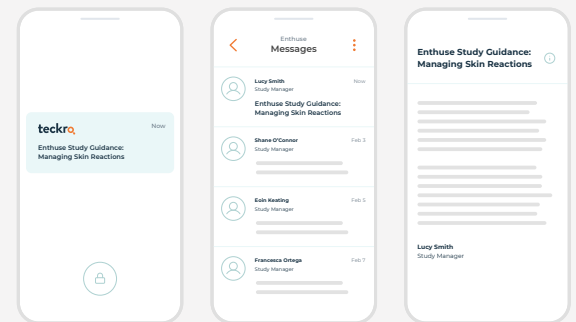 teckro
Now
Enthuse Study Guidance:
Managing Skin Reactions
Enthuse
Messages
Lucy Smith
Now
Study Manager
Enthuse Study Guidance:
Managing Skin Reactions
Shane O'Connor
Feb 3
Study Manager
Eoin Keating
Feb 5
Study Manager
Francesca Ortega
Feb 7
Study Manager
Enthuse Study Guidance:
Managing Skin Reactions
Lucy Smith
Study Manager